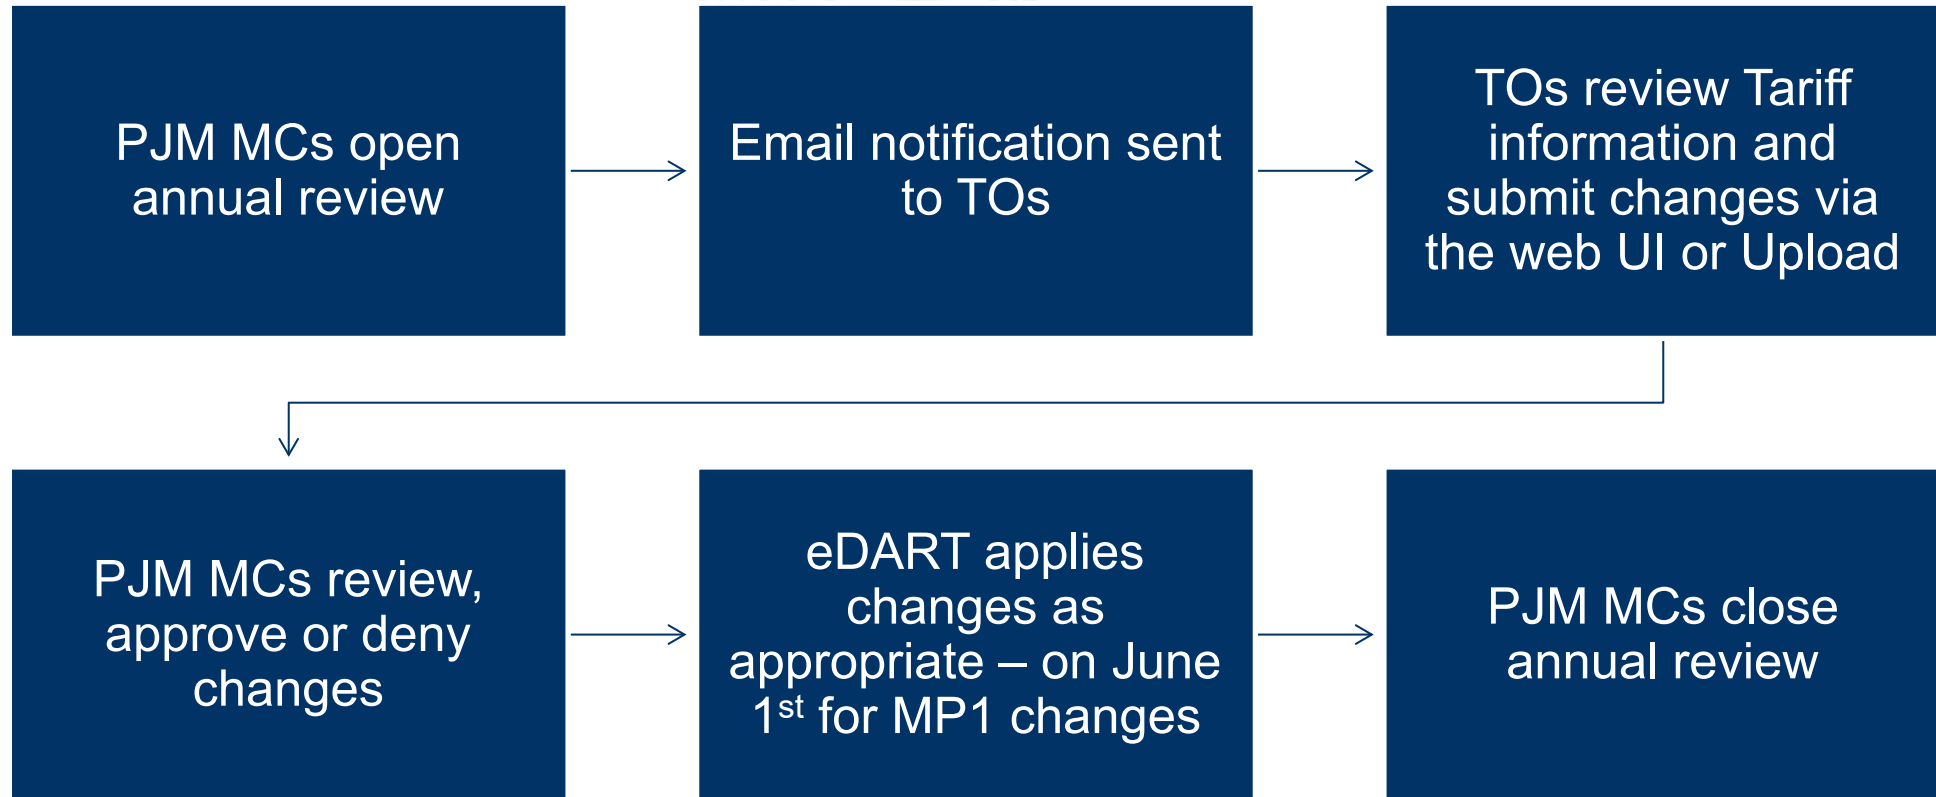 PJM MCs open
annual review
Email notification sent
to TOs
TOs review Tariff
information and
submit changes via
the web UI or Upload
PJM MCs review,
approve or deny
changes
eDART applies
changes as
appropriate – on June
1st for MP1 changes
PJM MCs close
annual review